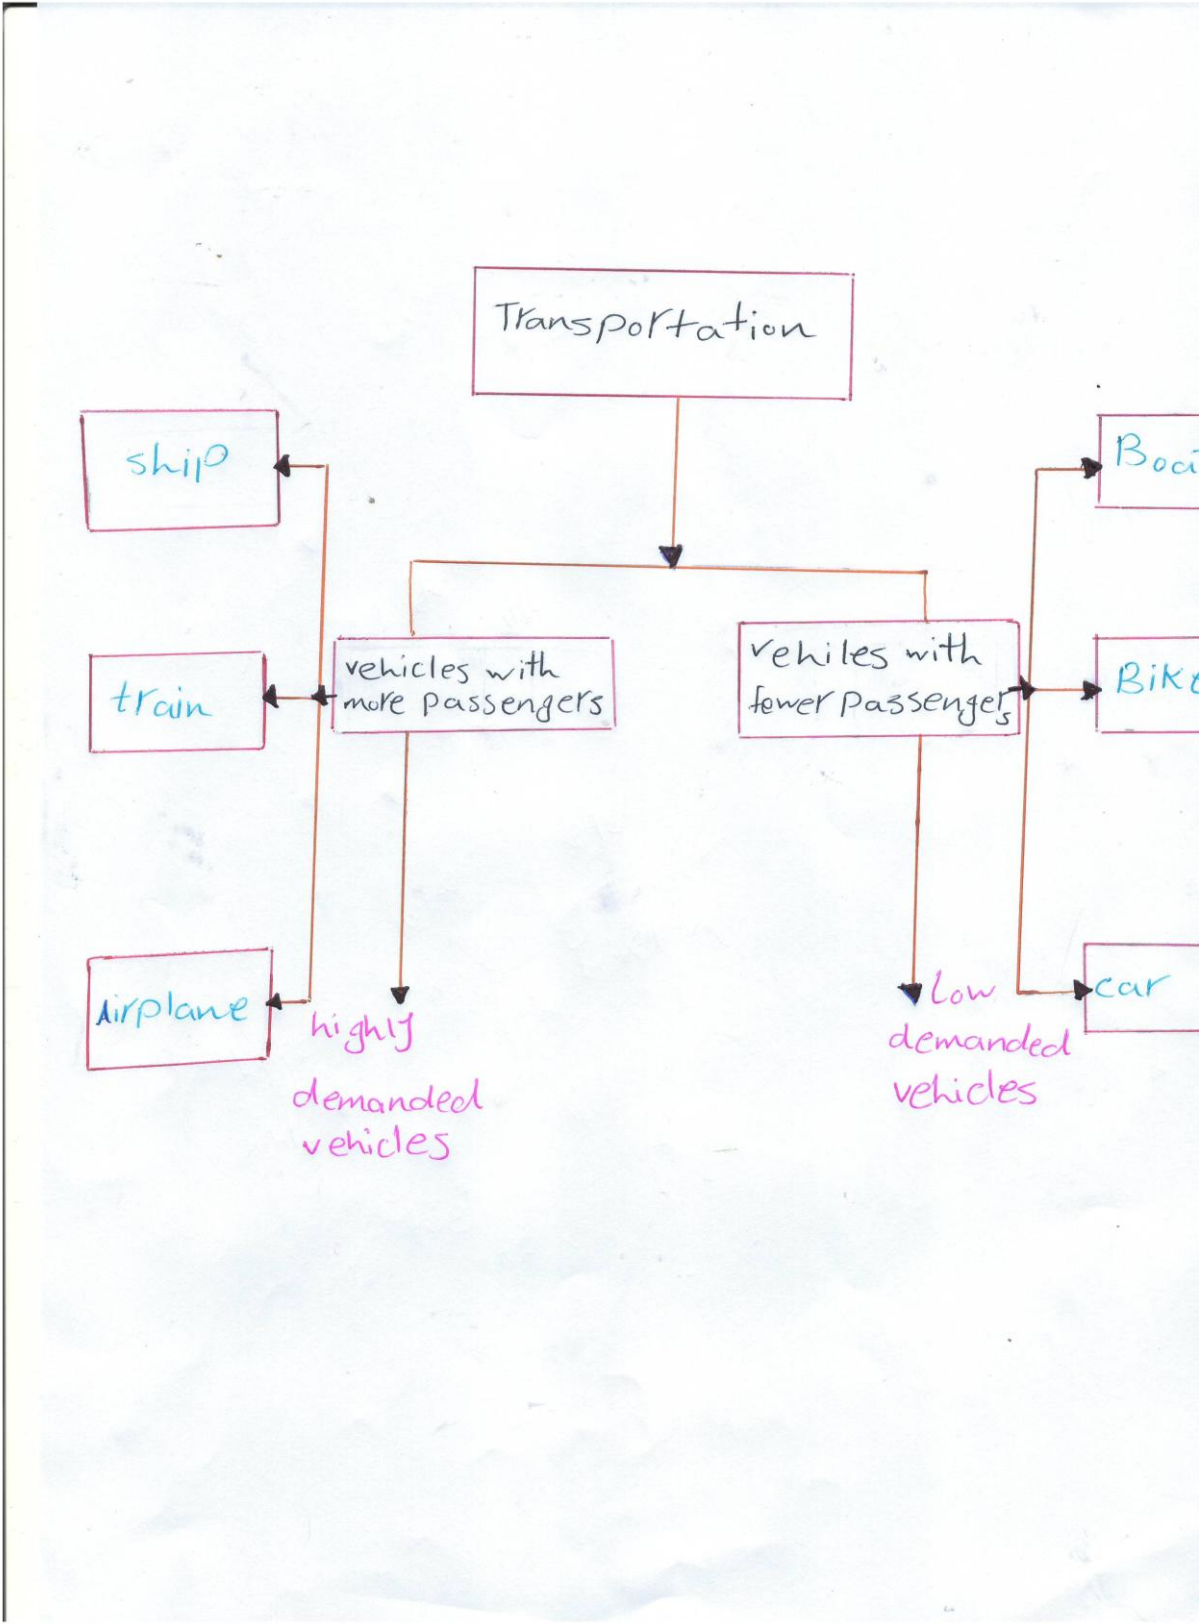 Transportation
ship
train
Airplane
vehicles with
more passengers
highly
demanded
vehicles
vehiles with
fewer passengers
Low
demanded
vehicles
car